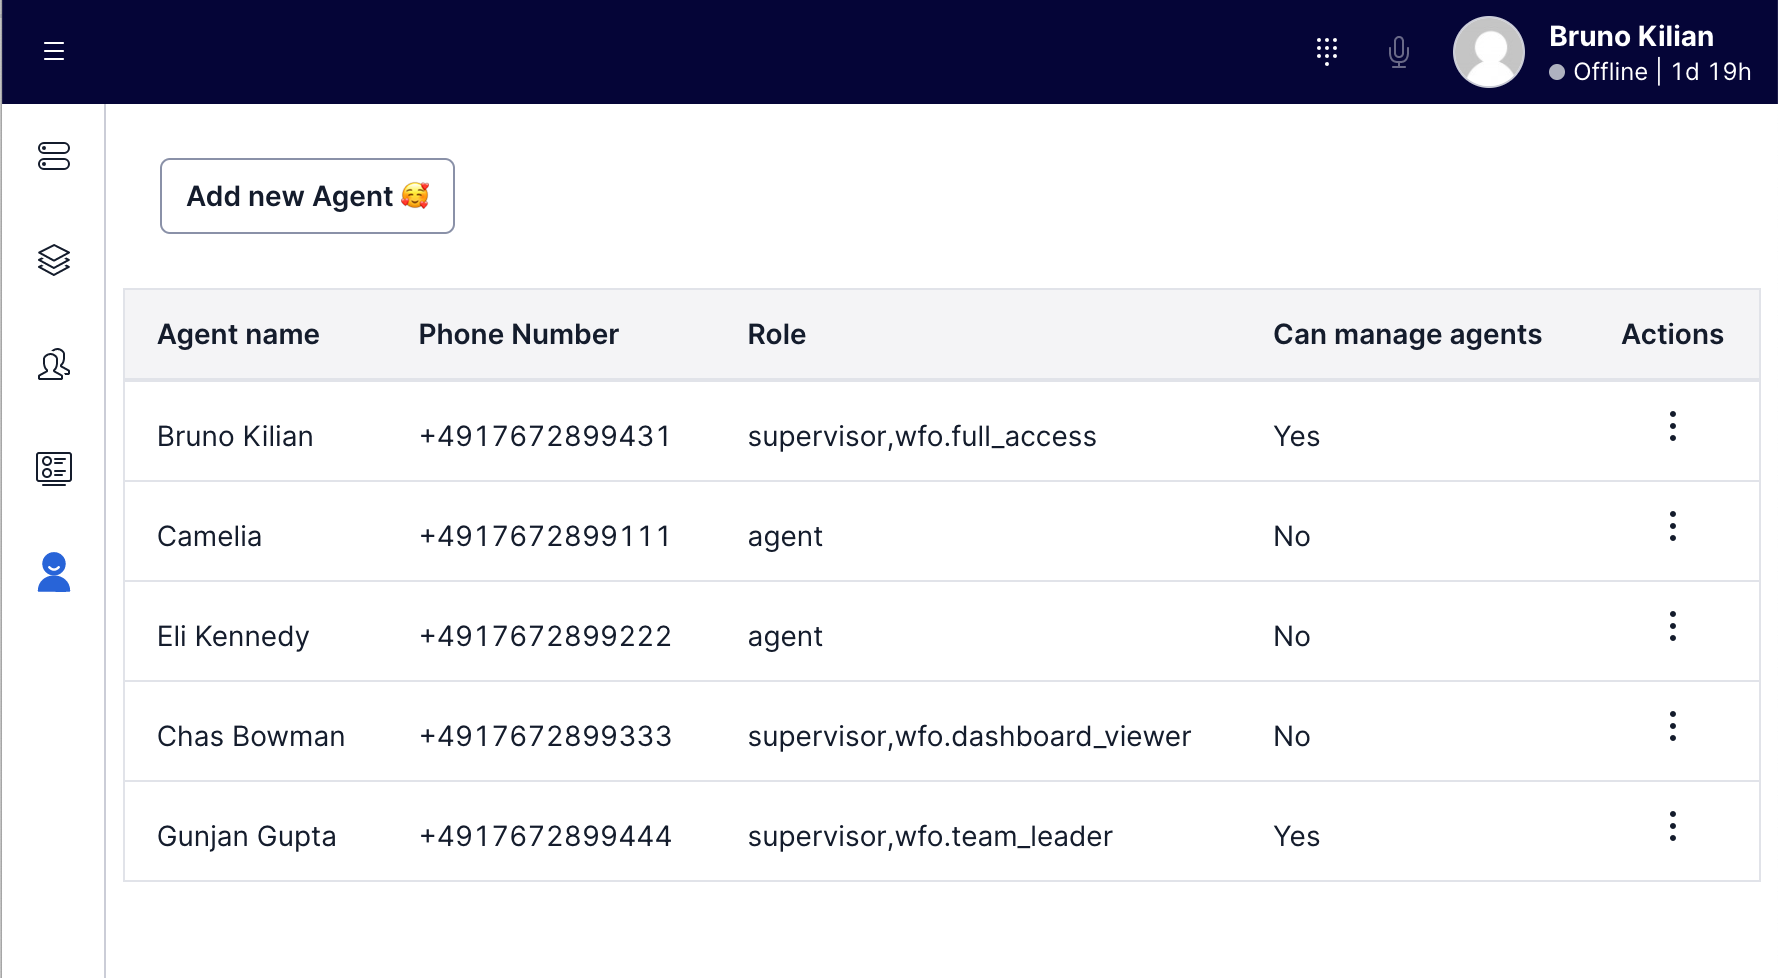 Bruno Kilian
Offline | 1d 19h
Add new Agent 🥰
Agent name Phone Number Role Can manage agents Actions
Bruno Kilian +4917672899431 supervisor,wfo.full_access Yes
Camelia +4917672899111 agent No
Eli Kennedy +4917672899222 agent No
Chas Bowman +4917672899333 supervisor,wfo.dashboard_viewer No
Gunjan Gupta +4917672899444 supervisor,wfo.team_leader Yes